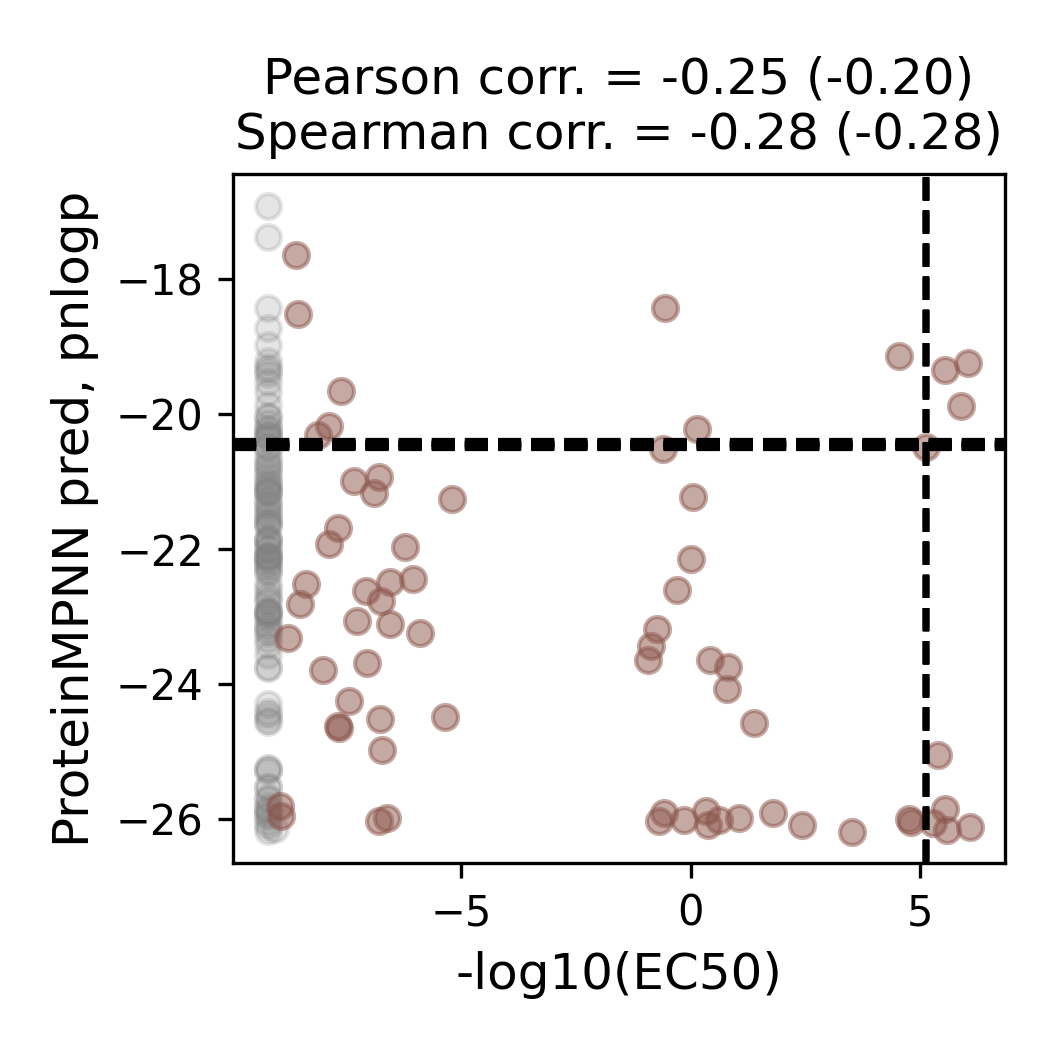 Pearson corr. = -0.25 (-0.20)
Spearman corr. = -0.28 (-0.28)
ProteinMPNN pred, pnlogp
−18
−20
−22
−24
−26
−5
0
5
-log10(EC50)